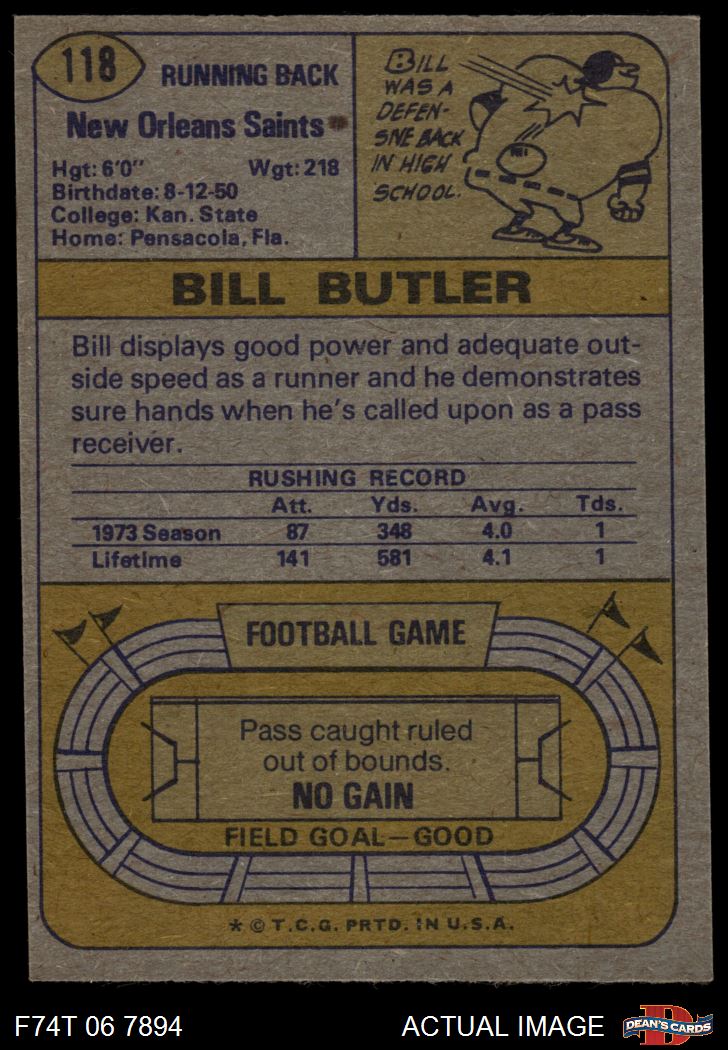 118
RUNNING BACK
New Orleans Saints
Hgt: 6'0" Wgt: 218
Birthdate: 8-12-50
College: Kan. State
Home: Pensacola, Fla.
BILL
WAS A
DEFEN-
SNE BACK
IN HIGH
SCHOOL.
BILL BUTLER
Bill displays good power and adequate out-
side speed as a runner and he demonstrates
sure hands when he's called upon as a pass
receiver.
RUSHING RECORD
Att. Yds. Avg. Tds.
1973 Season 87 348 4.0 1
Lifetime 141 581 4.1 1
FOOTBALL GAME
Pass caught ruled
out of bounds.
NO GAIN
FIELD GOAL—GOOD
* © T.C.G. PRTD. IN U.S.A.
F74T 06 7894 ACTUAL IMAGE
D
DEAN'S CARDS